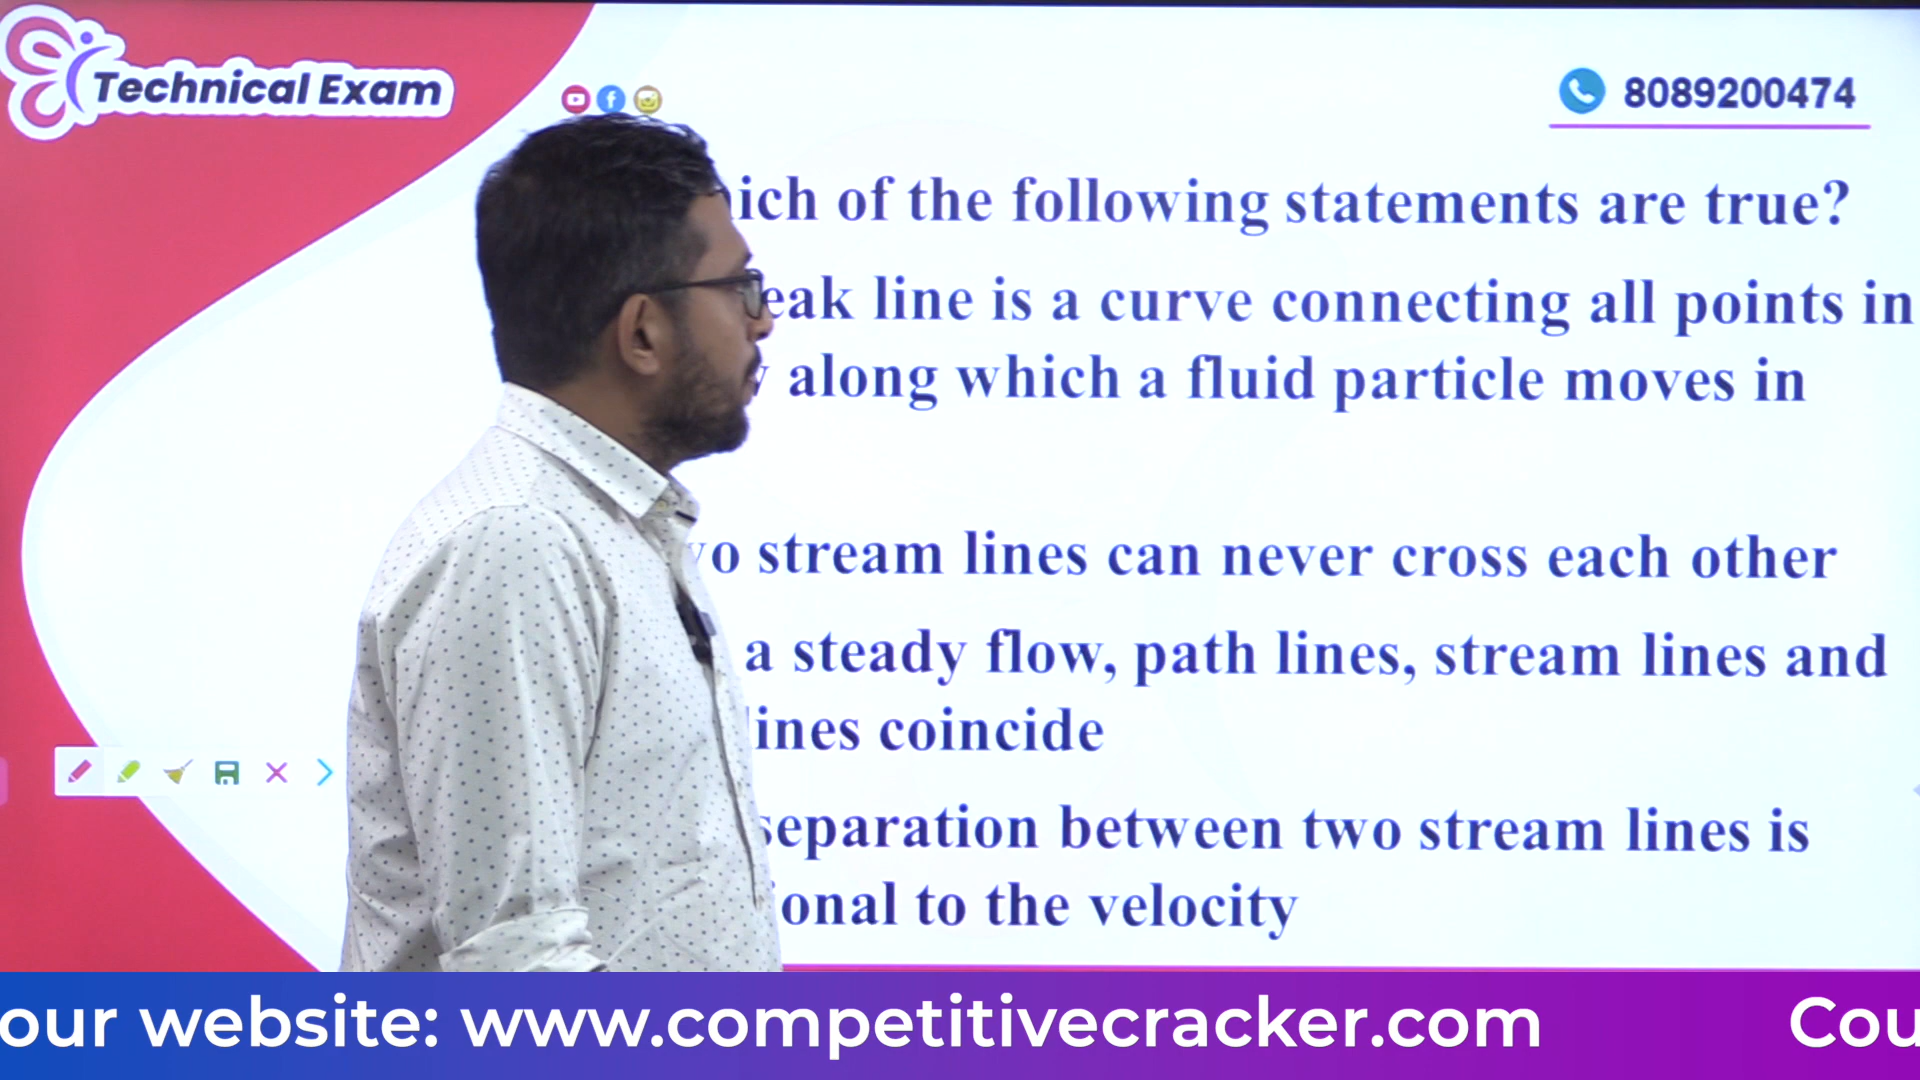 Technical Exam
8089200474
ich of the following statements are true?
eak line is a curve connecting all points in
along which a fluid particle moves in
o stream lines can never cross each other
a steady flow, path lines, stream lines and
lines coincide
separation between two stream lines is
onal to the velocity
our website: www.competitivecracker.com Cou